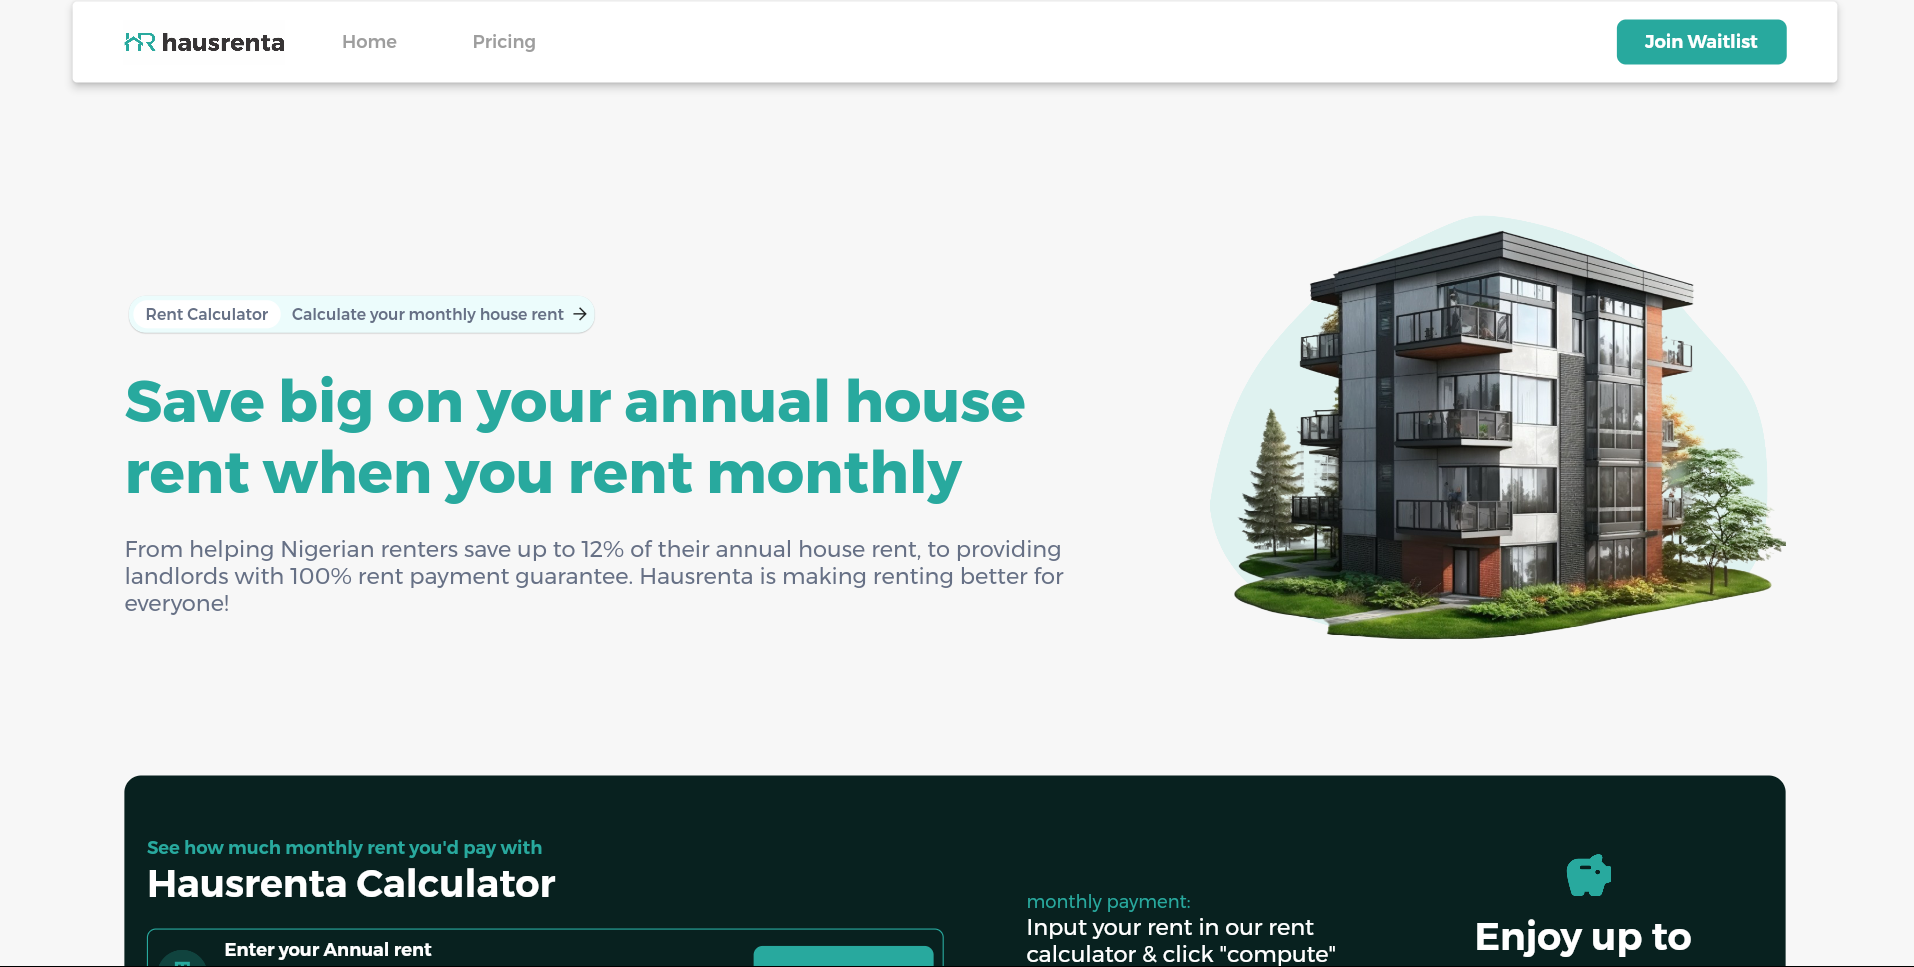 hausrenta
Home
Pricing
Join Waitlist
Rent Calculator
Calculate your monthly house rent →
Save big on your annual house
rent when you rent monthly
From helping Nigerian renters save up to 12% of their annual house rent, to providing
landlords with 100% rent payment guarantee. Hausrenta is making renting better for
everyone!
See how much monthly rent you'd pay with
Hausrenta Calculator
Enter your Annual rent
monthly payment:
Input your rent in our rent
calculator & click "compute"
Enjoy up to